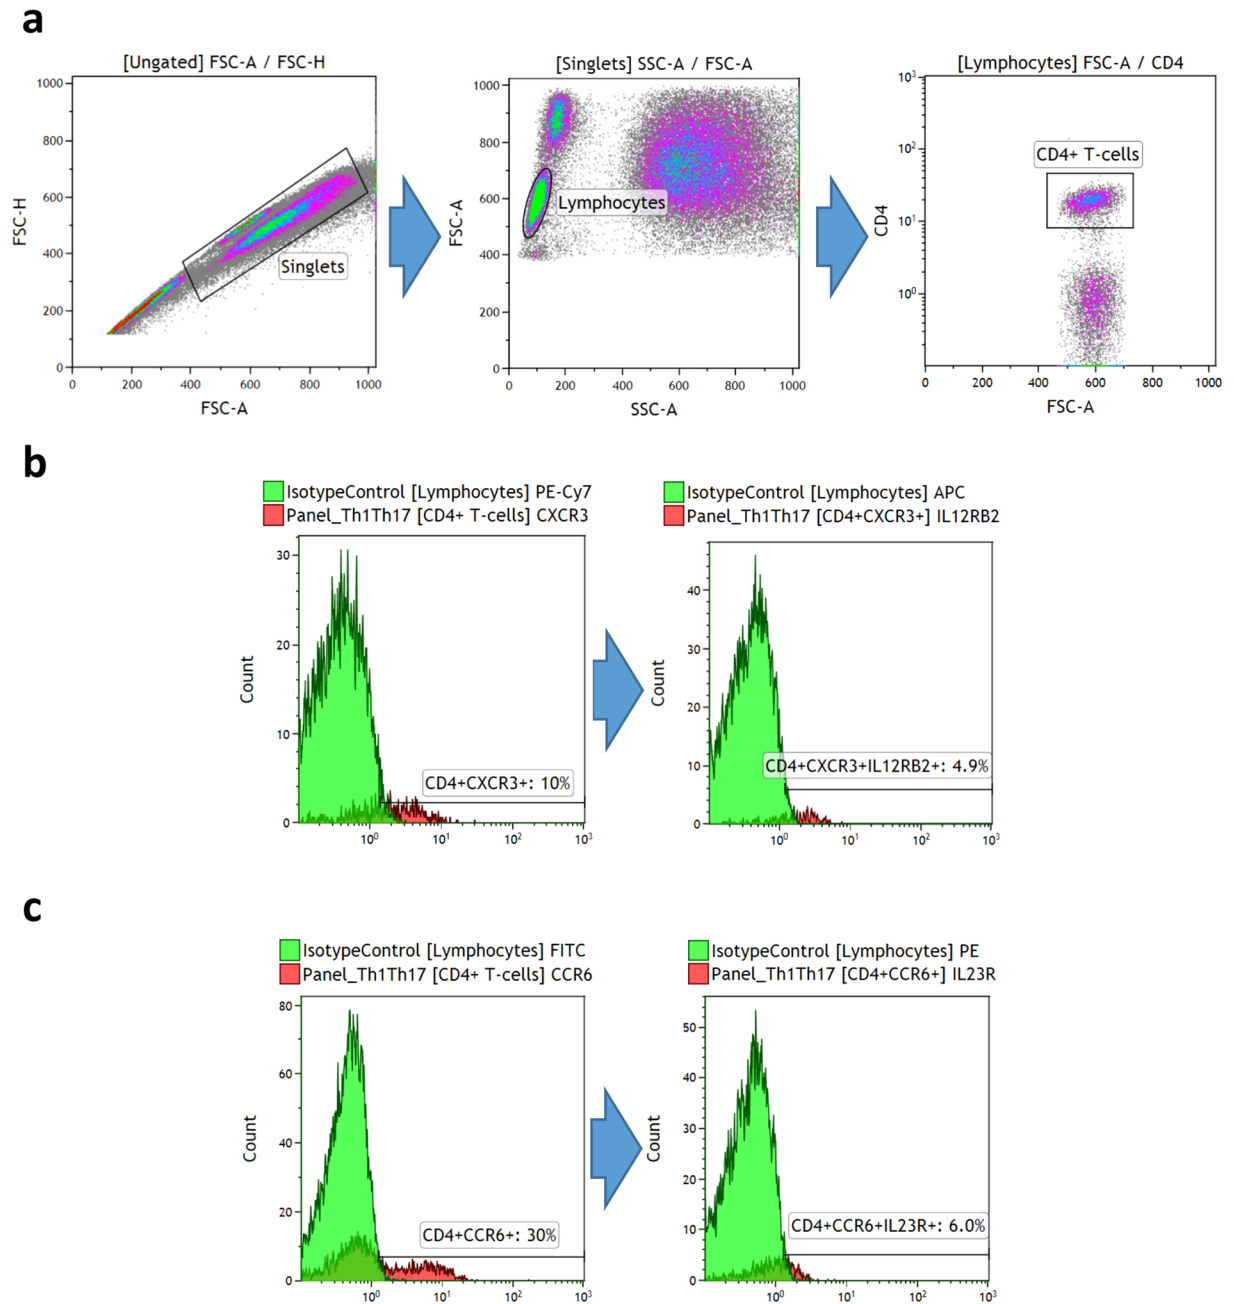 a
[Ungated] FSC-A / FSC-H
1000
800
600
400
200
0
FSC-H
Singlets
0 200 400 600 800 1000
FSC-A
[Singlets] SSC-A / FSC-A
1000
800
600
400
200
0
FSC-A
Lymphocytes
0 200 400 600 800 1000
SSC-A
[Lymphocytes] FSC-A / CD4
10³
10²
10¹
10⁰
CD4
CD4+ T-cells
0 200 400 600 800 1000
FSC-A
b
IsotypeControl [Lymphocytes] PE-Cy7
Panel_Th1Th17 [CD4+ T-cells] CXCR3
30
20
10
0
Count
CD4+CXCR3+: 10%
10⁰ 10¹ 10² 10³
IsotypeControl [Lymphocytes] APC
Panel_Th1Th17 [CD4+CXCR3+] IL12RB2
40
30
20
10
0
Count
CD4+CXCR3+IL12RB2+: 4.9%
10⁰ 10¹ 10² 10³
c
IsotypeControl [Lymphocytes] FITC
Panel_Th1Th17 [CD4+ T-cells] CCR6
80
60
40
20
0
Count
CD4+CCR6+: 30%
10⁰ 10¹ 10² 10³
IsotypeControl [Lymphocytes] PE
Panel_Th1Th17 [CD4+CCR6+] IL23R
50
40
30
20
10
0
Count
CD4+CCR6+IL23R+: 6.0%
10⁰ 10¹ 10² 10³